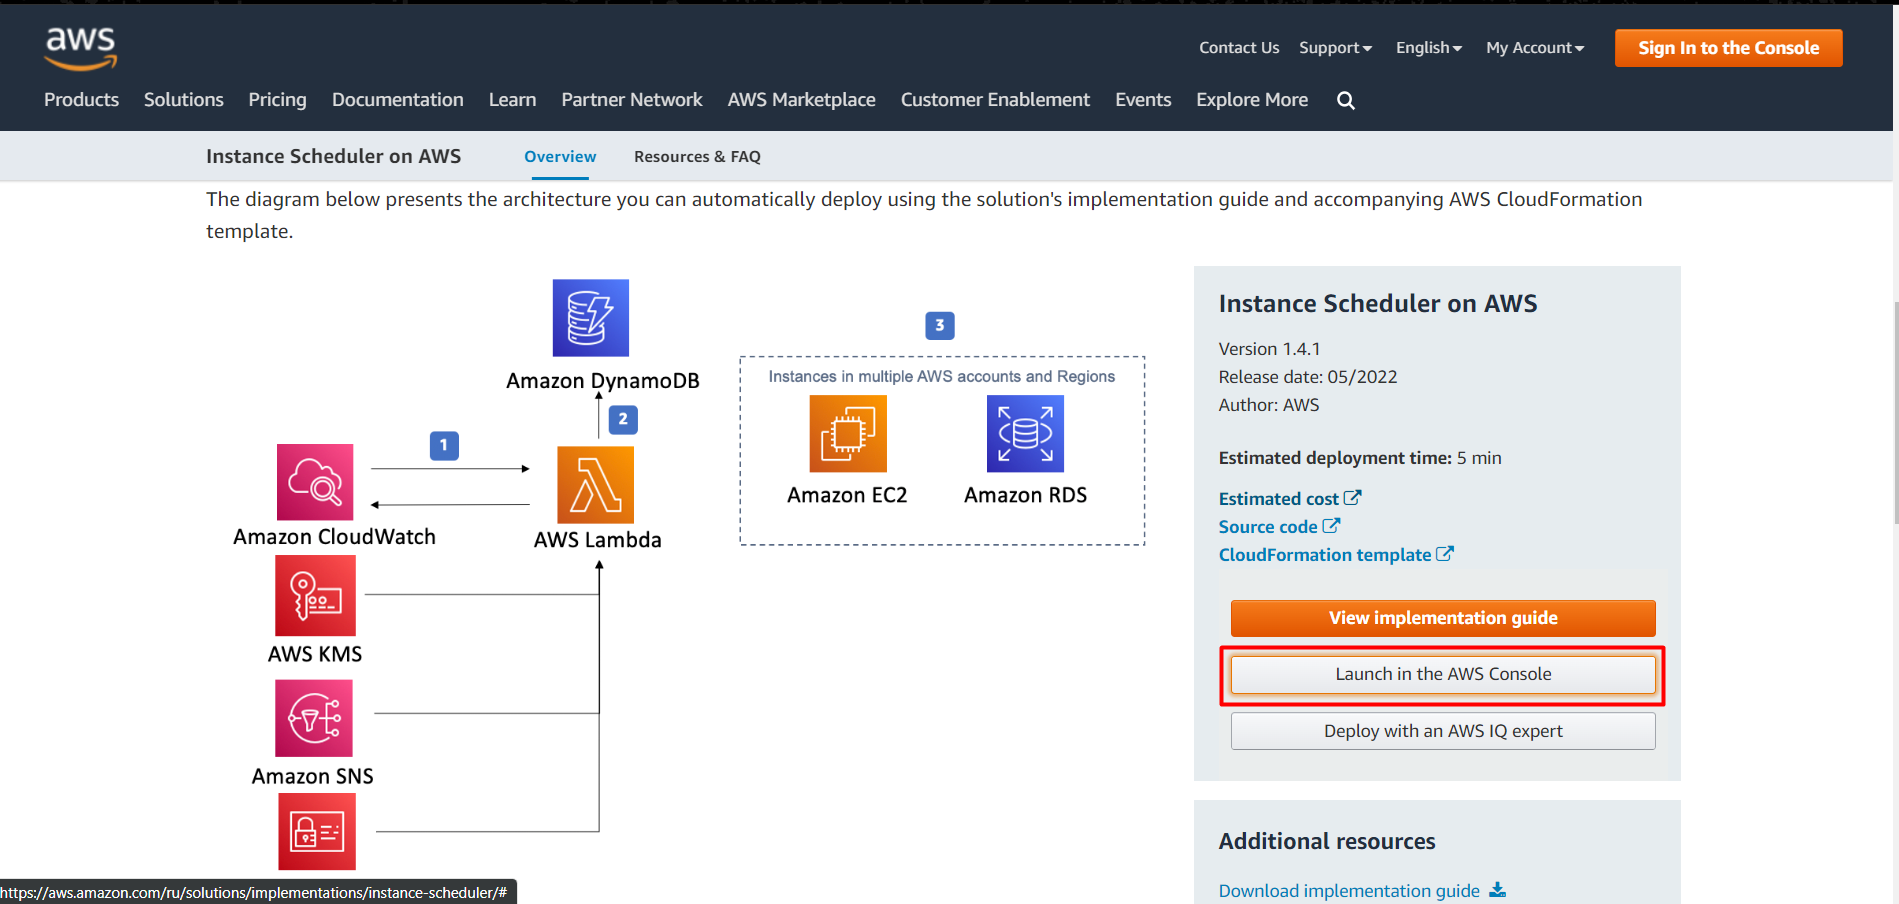 aws
Contact Us Support English My Account Sign In to the Console
Products Solutions Pricing Documentation Learn Partner Network AWS Marketplace Customer Enablement Events Explore More
Instance Scheduler on AWS Overview Resources & FAQ
The diagram below presents the architecture you can automatically deploy using the solution's implementation guide and accompanying AWS CloudFormation
template.
Amazon DynamoDB
2
1
Amazon CloudWatch
AWS Lambda
AWS KMS
Amazon SNS
3
Instances in multiple AWS accounts and Regions
Amazon EC2 Amazon RDS
Instance Scheduler on AWS
Version 1.4.1
Release date: 05/2022
Author: AWS
Estimated deployment time: 5 min
Estimated cost
Source code
CloudFormation template
View implementation guide
Launch in the AWS Console
Deploy with an AWS IQ expert
Additional resources
Download implementation guide
https://aws.amazon.com/ru/solutions/implementations/instance-scheduler/#